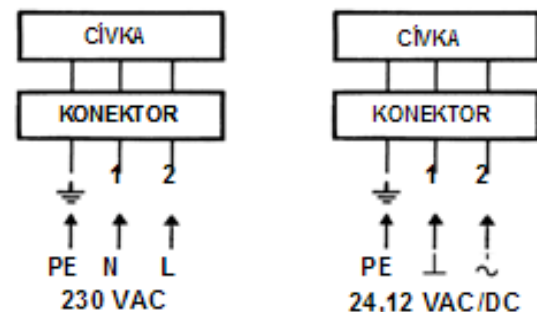 CÍVKA
KONEKTOR
1 2
PE N L
230 VAC
CÍVKA
KONEKTOR
1 2
PE ⊥ ~
24,12 VAC/DC